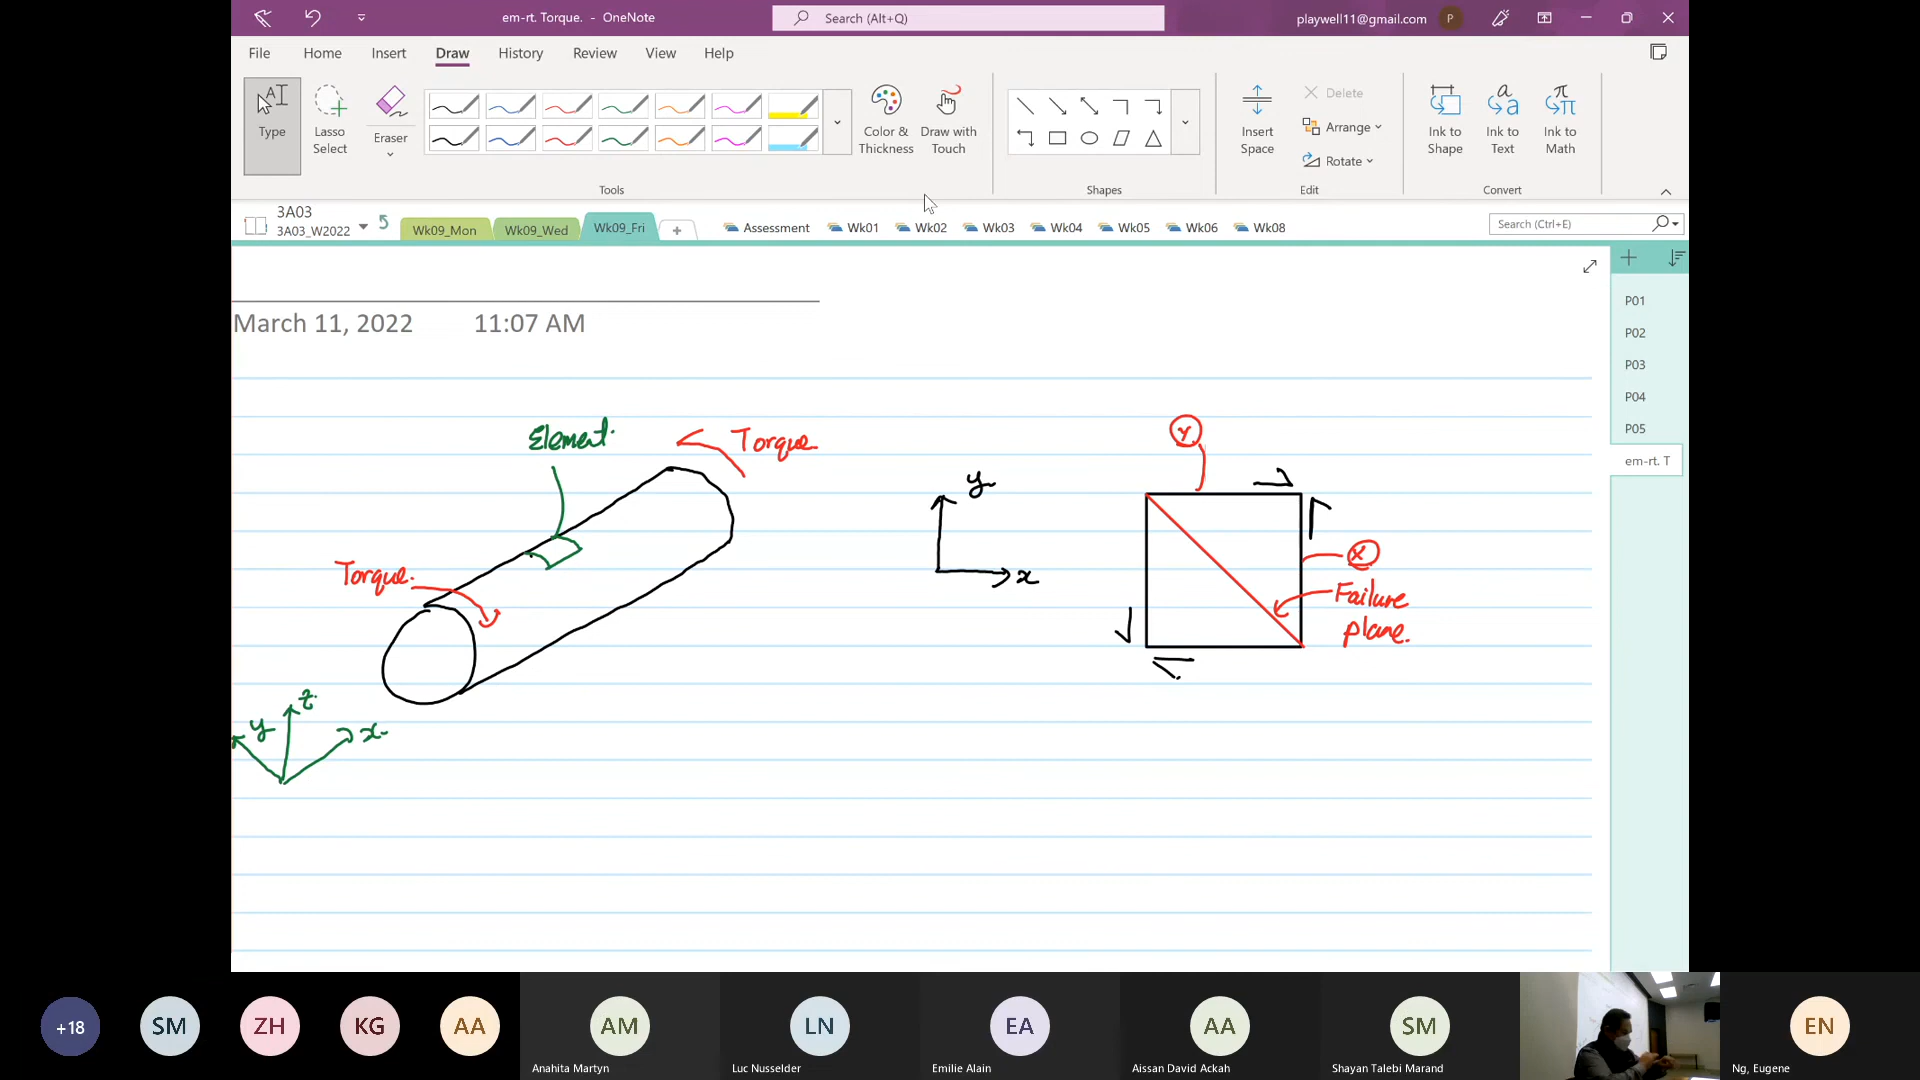 em-rt. Torque. - OneNote
Search (Alt+Q)
playwell11@gmail.com
P
File Home Insert Draw History Review View Help
Type
Lasso Select
Eraser
Color & Thickness
Draw with Touch
Insert Space
Delete
Arrange
Rotate
Ink to Shape
Ink to Text
Ink to Math
Tools
Shapes
Edit
Convert
3A03
3A03_W2022
Wk09_Mon
Wk09_Wed
Wk09_Fri
Assessment
Wk01
Wk02
Wk03
Wk04
Wk05
Wk06
Wk08
Search (Ctrl+E)
P01
P02
P03
P04
P05
em-rt. T
March 11, 2022 11:07 AM
Element.
Torque
Torque.
y
x
Y
X
Failure
plane.
z
y
x
+18
SM
ZH
KG
AA
AM
Anahita Martyn
LN
Luc Nusselder
EA
Emilie Alain
AA
Aissan David Ackah
SM
Shayan Talebi Marand
EN
Ng, Eugene